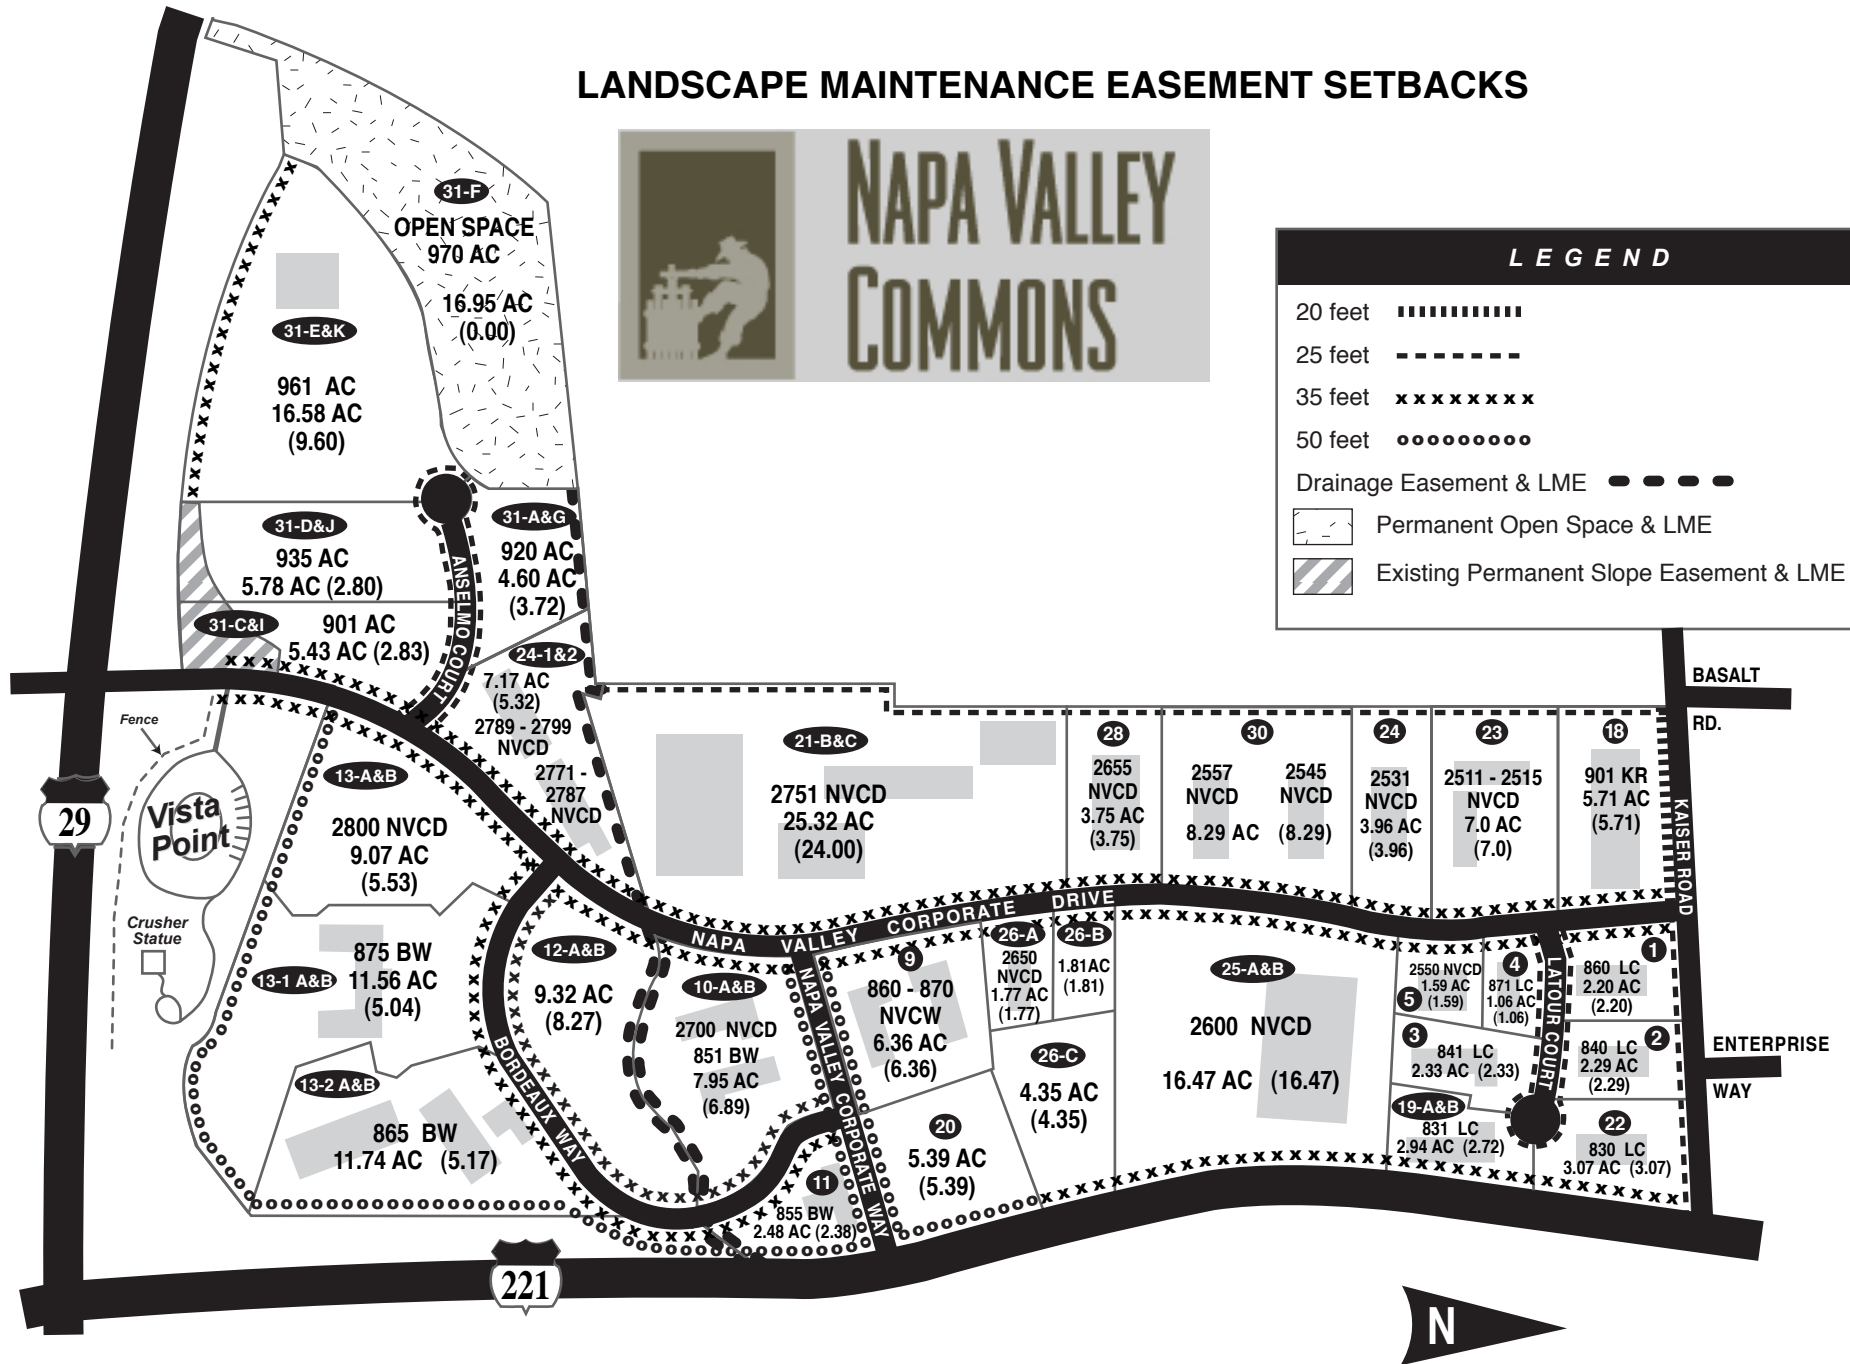 LANDSCAPE MAINTENANCE EASEMENT SETBACKS
NAPA VALLEY
COMMONS
LEGEND
20 feet
25 feet
35 feet
50 feet
Drainage Easement & LME
Permanent Open Space & LME
Existing Permanent Slope Easement & LME
31-F
OPEN SPACE
970 AC
16.95 AC
(0.00)
31-E&K
961 AC
16.58 AC
(9.60)
31-D&J
935 AC
5.78 AC (2.80)
31-C&I
901 AC
5.43 AC (2.83)
ANSELMO COURT
31-A&G
920 AC
4.60 AC
(3.72)
24-1&2
7.17 AC
(5.32)
2789 - 2799
NVCD
2771 -
2787
NVCD
21-B&C
2751 NVCD
25.32 AC
(24.00)
28
2655
NVCD
3.75 AC
(3.75)
30
2557
NVCD
2545
NVCD
8.29 AC (8.29)
24
2531
NVCD
3.96 AC
(3.96)
23
2511 - 2515
NVCD
7.0 AC
(7.0)
18
901 KR
5.71 AC
(5.71)
BASALT
RD.
KAISER ROAD
ENTERPRISE
WAY
29
Fence
Vista
Point
Crusher
Statue
13-A&B
2800 NVCD
9.07 AC
(5.53)
13-1 A&B
875 BW
11.56 AC
(5.04)
13-2 A&B
865 BW
11.74 AC (5.17)
BORDEAUX WAY
12-A&B
9.32 AC
(8.27)
10-A&B
2700 NVCD
851 BW
7.95 AC
(6.89)
11
855 BW
2.48 AC (2.38)
NAPA VALLEY CORPORATE DRIVE
NAPA VALLEY CORPORATE WAY
9
860 - 870
NVCW
6.36 AC
(6.36)
20
5.39 AC
(5.39)
26-A
2650
NVCD
1.77 AC
(1.77)
26-B
1.81AC
(1.81)
26-C
4.35 AC
(4.35)
25-A&B
2600 NVCD
16.47 AC (16.47)
2550 NVCD
1.59 AC
(1.59)
5
4
871 LC
1.06 AC
(1.06)
3
841 LC
2.33 AC (2.33)
19-A&B
831 LC
2.94 AC (2.72)
LATOUR COURT
1
860 LC
2.20 AC
(2.20)
2
840 LC
2.29 AC
(2.29)
22
830 LC
3.07 AC (3.07)
221
N